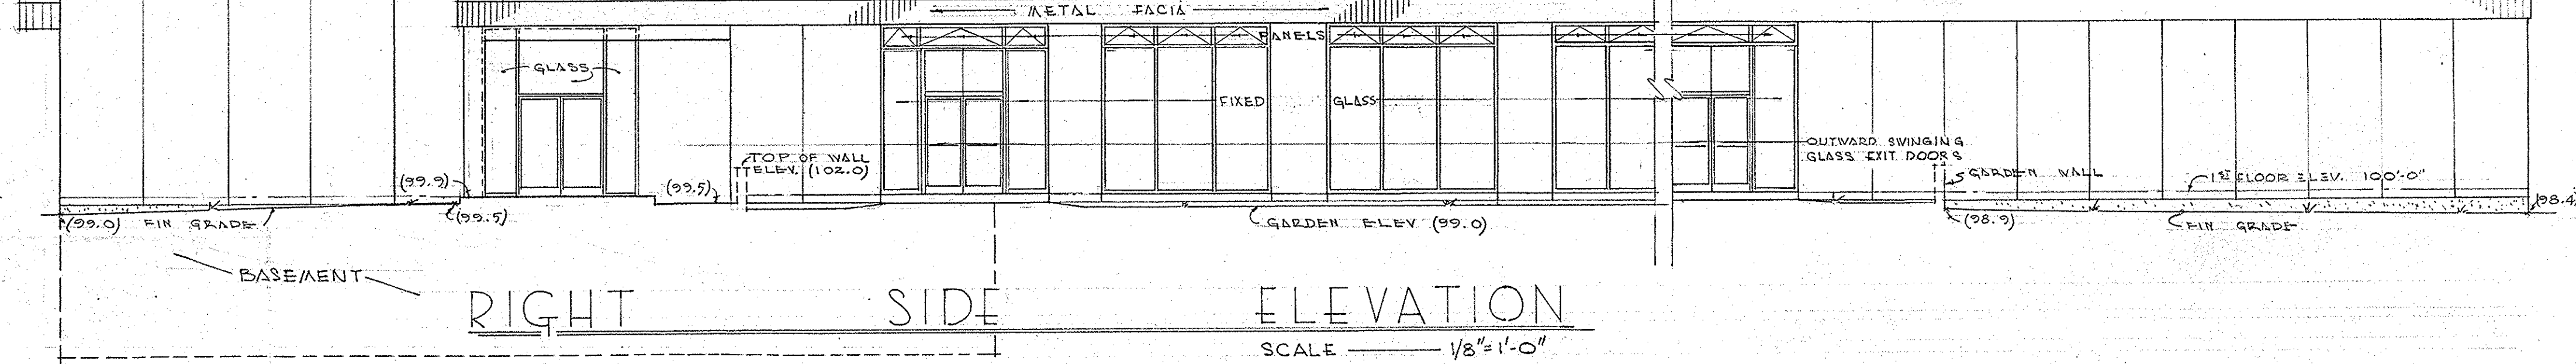 METAL FACIA
PANELS
GLASS
FIXED GLASS
OUTWARD SWINGING
GLASS EXIT DOORS
TOP OF WALL
ELEV. (102.0)
GARDEN WALL
1ST FLOOR ELEV. 100'-0"
(99.9)
(99.5)
(99.5)
(99.0) FIN GRADE
GARDEN ELEV (99.0)
(98.9)
FIN GRADE
(98.4)
BASEMENT
RIGHT SIDE ELEVATION
SCALE 1/8"=1'-0"